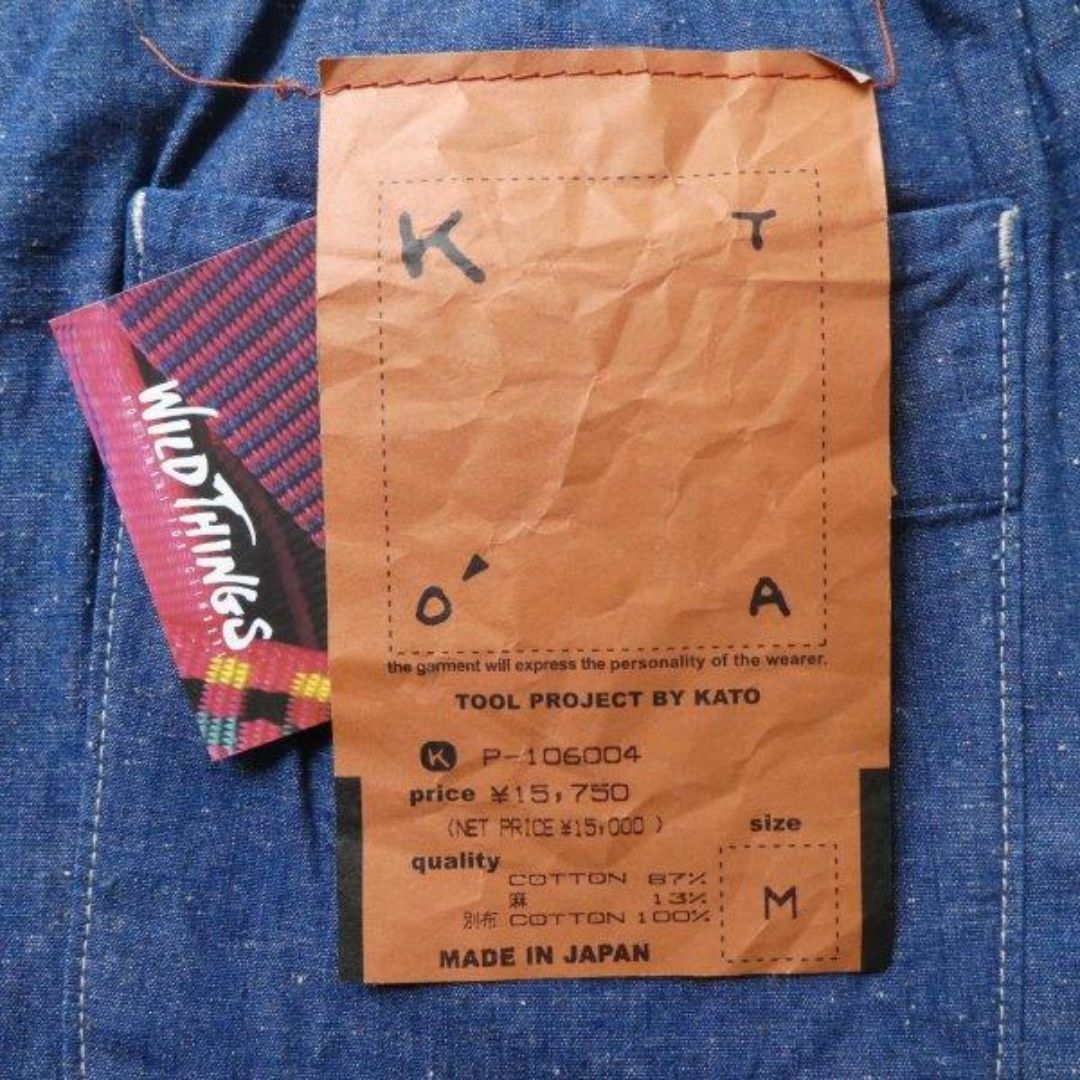 K T
O' A
the garment will express the personality of the wearer.
TOOL PROJECT BY KATO
K P-106004
price ¥15,750
(NET PRICE ¥15,000 )
size
M
quality
COTTON 87%
麻 13%
別布 COTTON 100%
MADE IN JAPAN
WILD THINGS